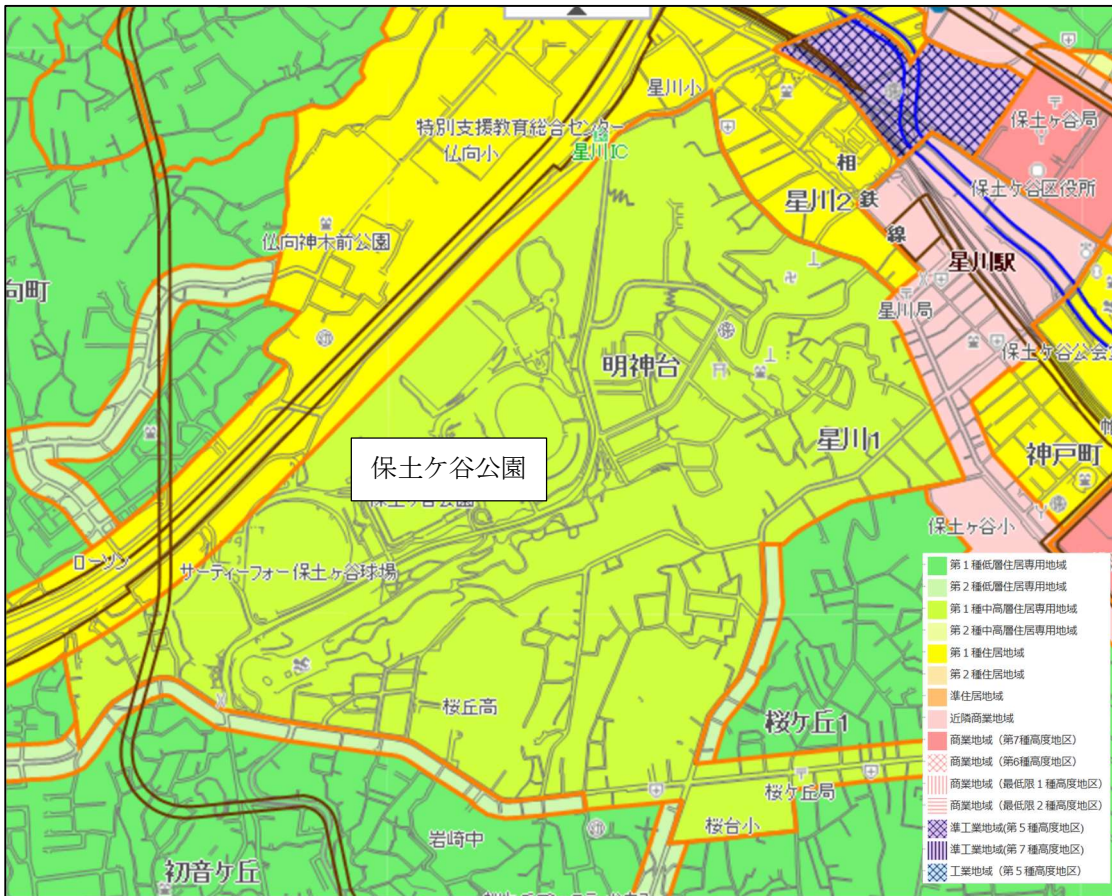 星川小
特別支援教育総合センター
仏向小
星川IC
保土ヶ谷局
相
鉄
線
星川2
保土ヶ谷区役所
仏向神木前公園
星川駅
向町
星川局
保土ヶ谷公会
明神台
星川1
神戸町
保土ケ谷公園
保土ヶ谷公園
保土ヶ谷小
ローソン
サーティーフォー保土ヶ谷球場
桜丘高
桜ケ丘1
桜ヶ丘局
桜台小
岩崎中
初音ケ丘
第1種低層住居専用地域
第2種低層住居専用地域
第1種中高層住居専用地域
第2種中高層住居専用地域
第1種住居地域
第2種住居地域
準住居地域
近隣商業地域
商業地域(第7種高度地区)
商業地域(第6種高度地区)
商業地域(最低限1種高度地区)
商業地域(最低限2種高度地区)
準工業地域(第5種高度地区)
準工業地域(第7種高度地区)
工業地域(第5種高度地区)